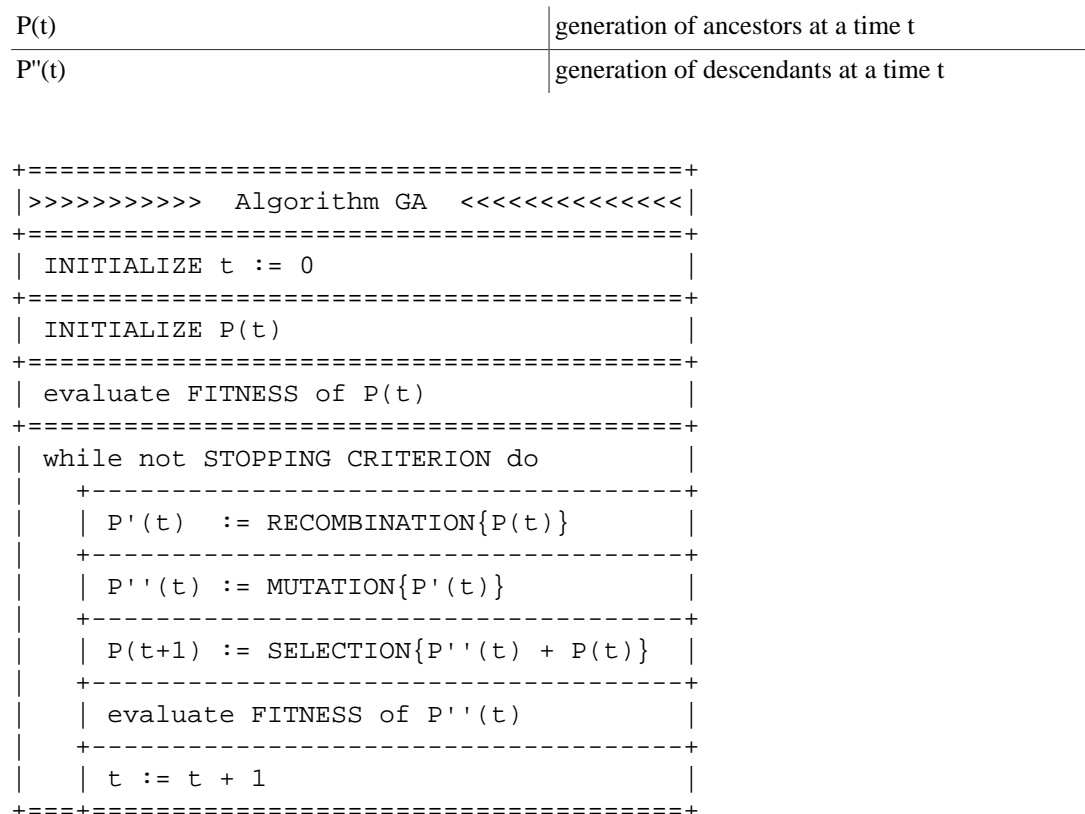 P(t) generation of ancestors at a time t
P"(t) generation of descendants at a time t
+=========================================+
|>>>>>>>>>>>  Algorithm GA  <<<<<<<<<<<<<<|
+=========================================+
| INITIALIZE t := 0                       |
+=========================================+
| INITIALIZE P(t)                         |
+=========================================+
| evaluate FITNESS of P(t)                |
+=========================================+
| while not STOPPING CRITERION do         |
|   +-------------------------------------+
|   | P'(t)  := RECOMBINATION{P(t)}       |
|   +-------------------------------------+
|   | P''(t) := MUTATION{P'(t)}           |
|   +-------------------------------------+
|   | P(t+1) := SELECTION{P''(t) + P(t)}  |
|   +-------------------------------------+
|   | evaluate FITNESS of P''(t)          |
|   +-------------------------------------+
|   | t := t + 1                          |
+===+=====================================+